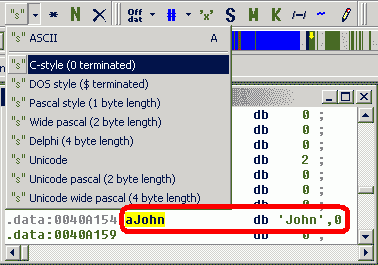 "s" * N X Off dat # 'x' S M K / ~
"s" ASCII A
"s" C-style (0 terminated)
"s" DOS style ($ terminated)
"s" Pascal style (1 byte length)
"s" Wide pascal (2 byte length)
"s" Delphi (4 byte length)
"s" Unicode
"s" Unicode pascal (2 byte length)
"s" Unicode wide pascal (4 byte length)
db 0 ;
db 0 ;
db 0 ;
db 2 ;
db 0 ;
db 0 ;
db 0 ;
.data:0040A154 aJohn db 'John',0
.data:0040A159 db 0 ;